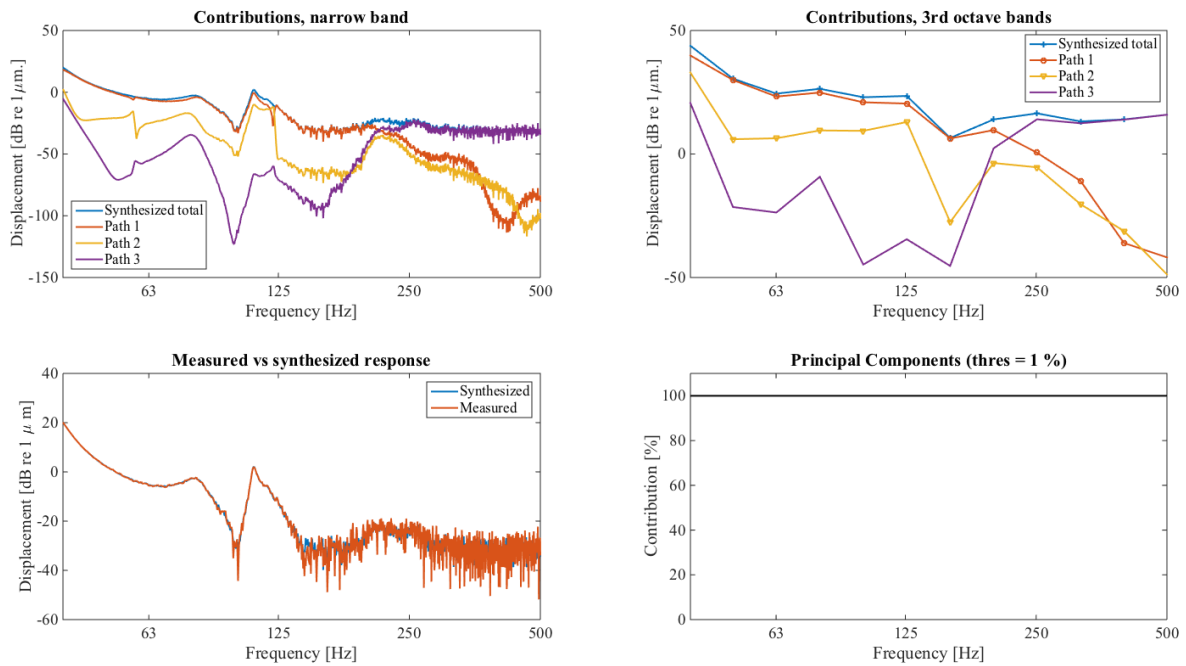 Contributions, narrow band
50
0
-50
-100
-150
Displacement [dB re 1 μm.]
Synthesized total
Path 1
Path 2
Path 3
63
125
250
500
Frequency [Hz]
Contributions, 3rd octave bands
50
0
-50
Displacement [dB re 1 μm.]
Synthesized total
Path 1
Path 2
Path 3
63
125
250
500
Frequency [Hz]
Measured vs synthesized response
40
20
0
-20
-40
-60
Displacement [dB re 1 μ m]
Synthesized
Measured
63
125
250
500
Frequency [Hz]
Principal Components (thres = 1 %)
100
80
60
40
20
0
Contribution [%]
63
125
250
500
Frequency [Hz]